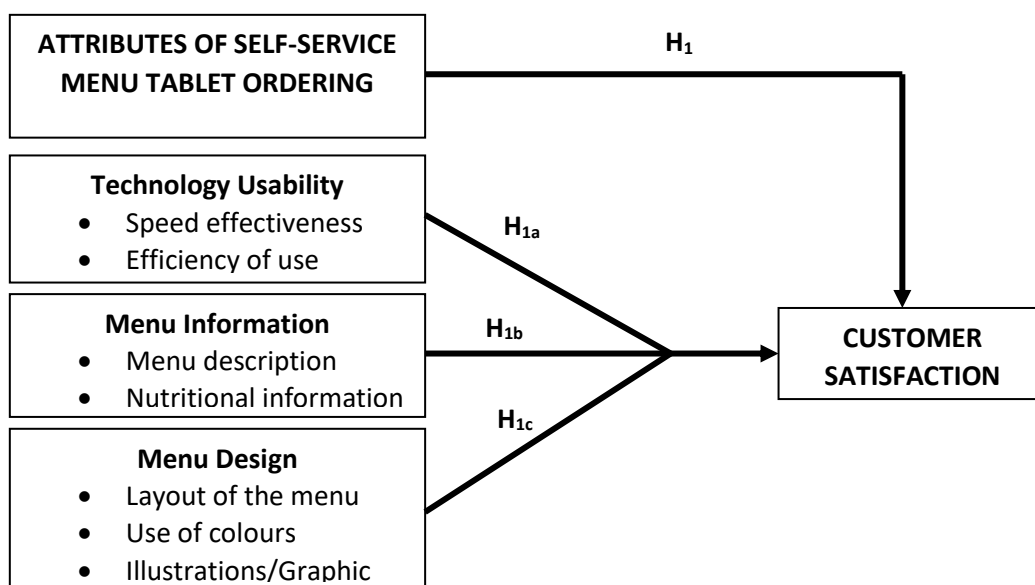 ATTRIBUTES OF SELF-SERVICE
MENU TABLET ORDERING
H1
Technology Usability
• Speed effectiveness
• Efficiency of use
H1a
Menu Information
• Menu description
• Nutritional information
H1b
CUSTOMER
SATISFACTION
Menu Design
• Layout of the menu
• Use of colours
• Illustrations/Graphic
H1c